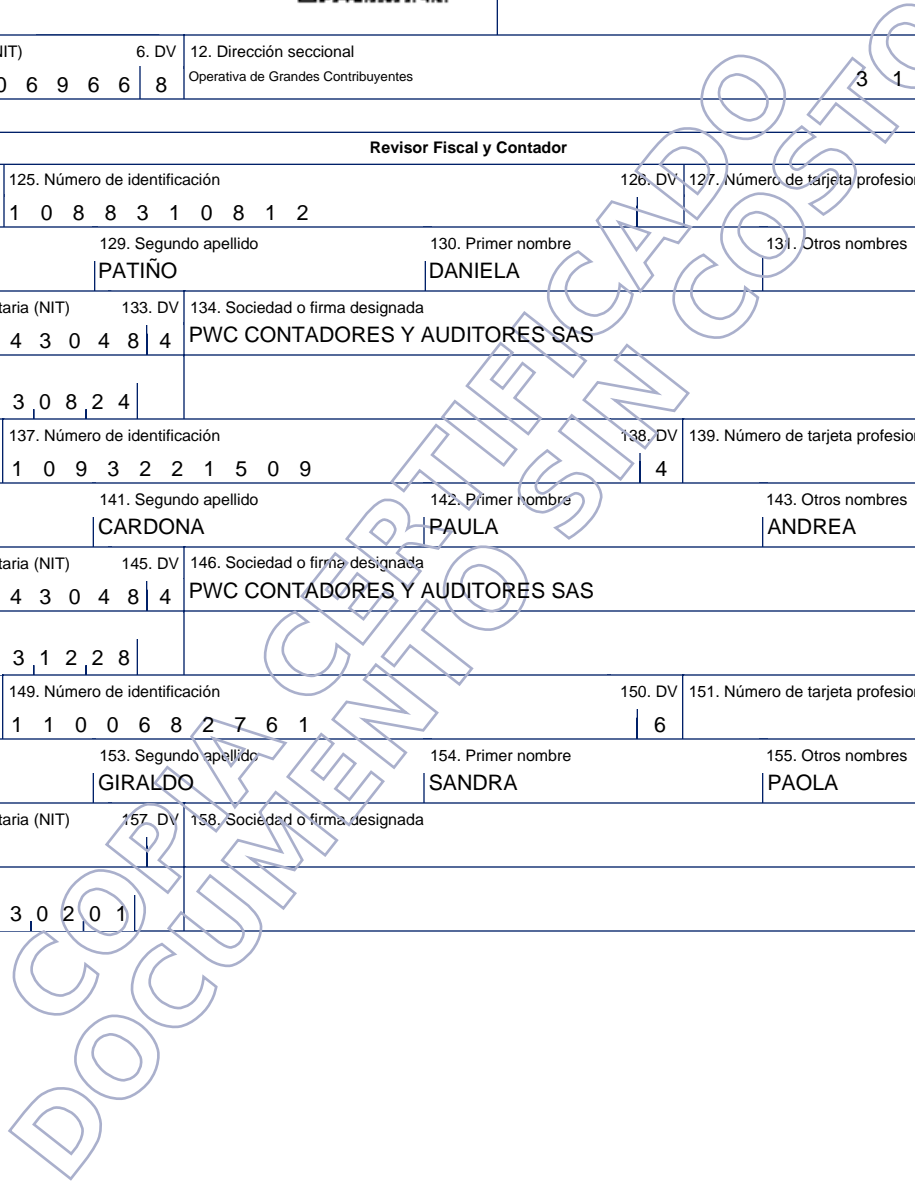 6. DV 12. Dirección seccional
6 9 6 6 8 Operativa de Grandes Contribuyentes 3 1
Revisor Fiscal y Contador
125. Número de identificación 126. DV 127. Número de tarjeta
1 0 8 8 3 1 0 8 1 2
129. Segundo apellido 130. Primer nombre 131. Otros nombres
PATIÑO DANIELA
(NIT) 133. DV 134. Sociedad o firma designada
4 3 0 4 8 4 PWC CONTADORES Y AUDITORES SAS
3 0 8 2 4
137. Número de identificación 138. DV 139. Número de tarjeta
1 0 9 3 2 2 1 5 0 9 4
141. Segundo apellido 142. Primer nombre 143. Otros nombres
CARDONA PAULA ANDREA
(NIT) 145. DV 146. Sociedad o firma designada
4 3 0 4 8 4 PWC CONTADORES Y AUDITORES SAS
3 1 2 2 8
149. Número de identificación 150. DV 151. Número de tarjeta
1 1 0 0 6 8 2 7 6 1 6
153. Segundo apellido 154. Primer nombre 155. Otros nombres
GIRALDO SANDRA PAOLA
(NIT) 157. DV 158. Sociedad o firma designada
3 0 2 0 1
COPIA CERTIFICADO
DOCUMENTO SIN COSTO